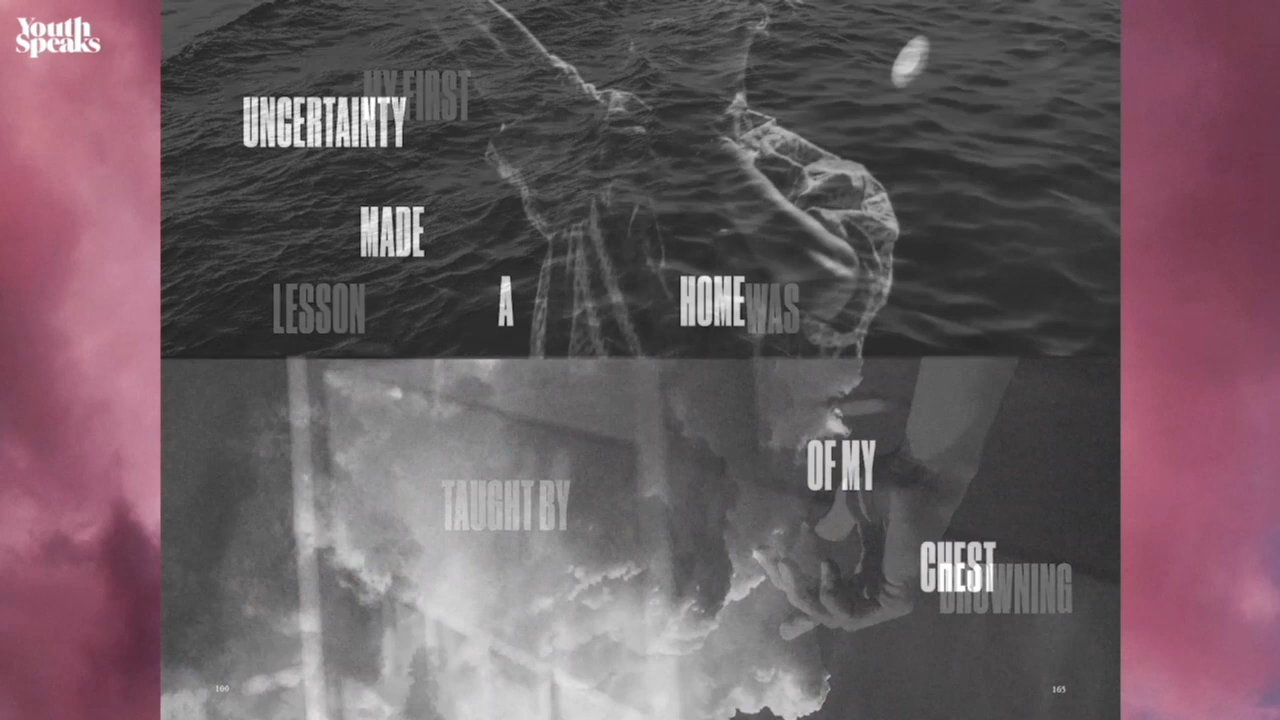 Youth
Speaks
MY FIRST
UNCERTAINTY
MADE
LESSON A HOME WAS
OF MY
TAUGHT BY
CHEST
DROWNING
160 165